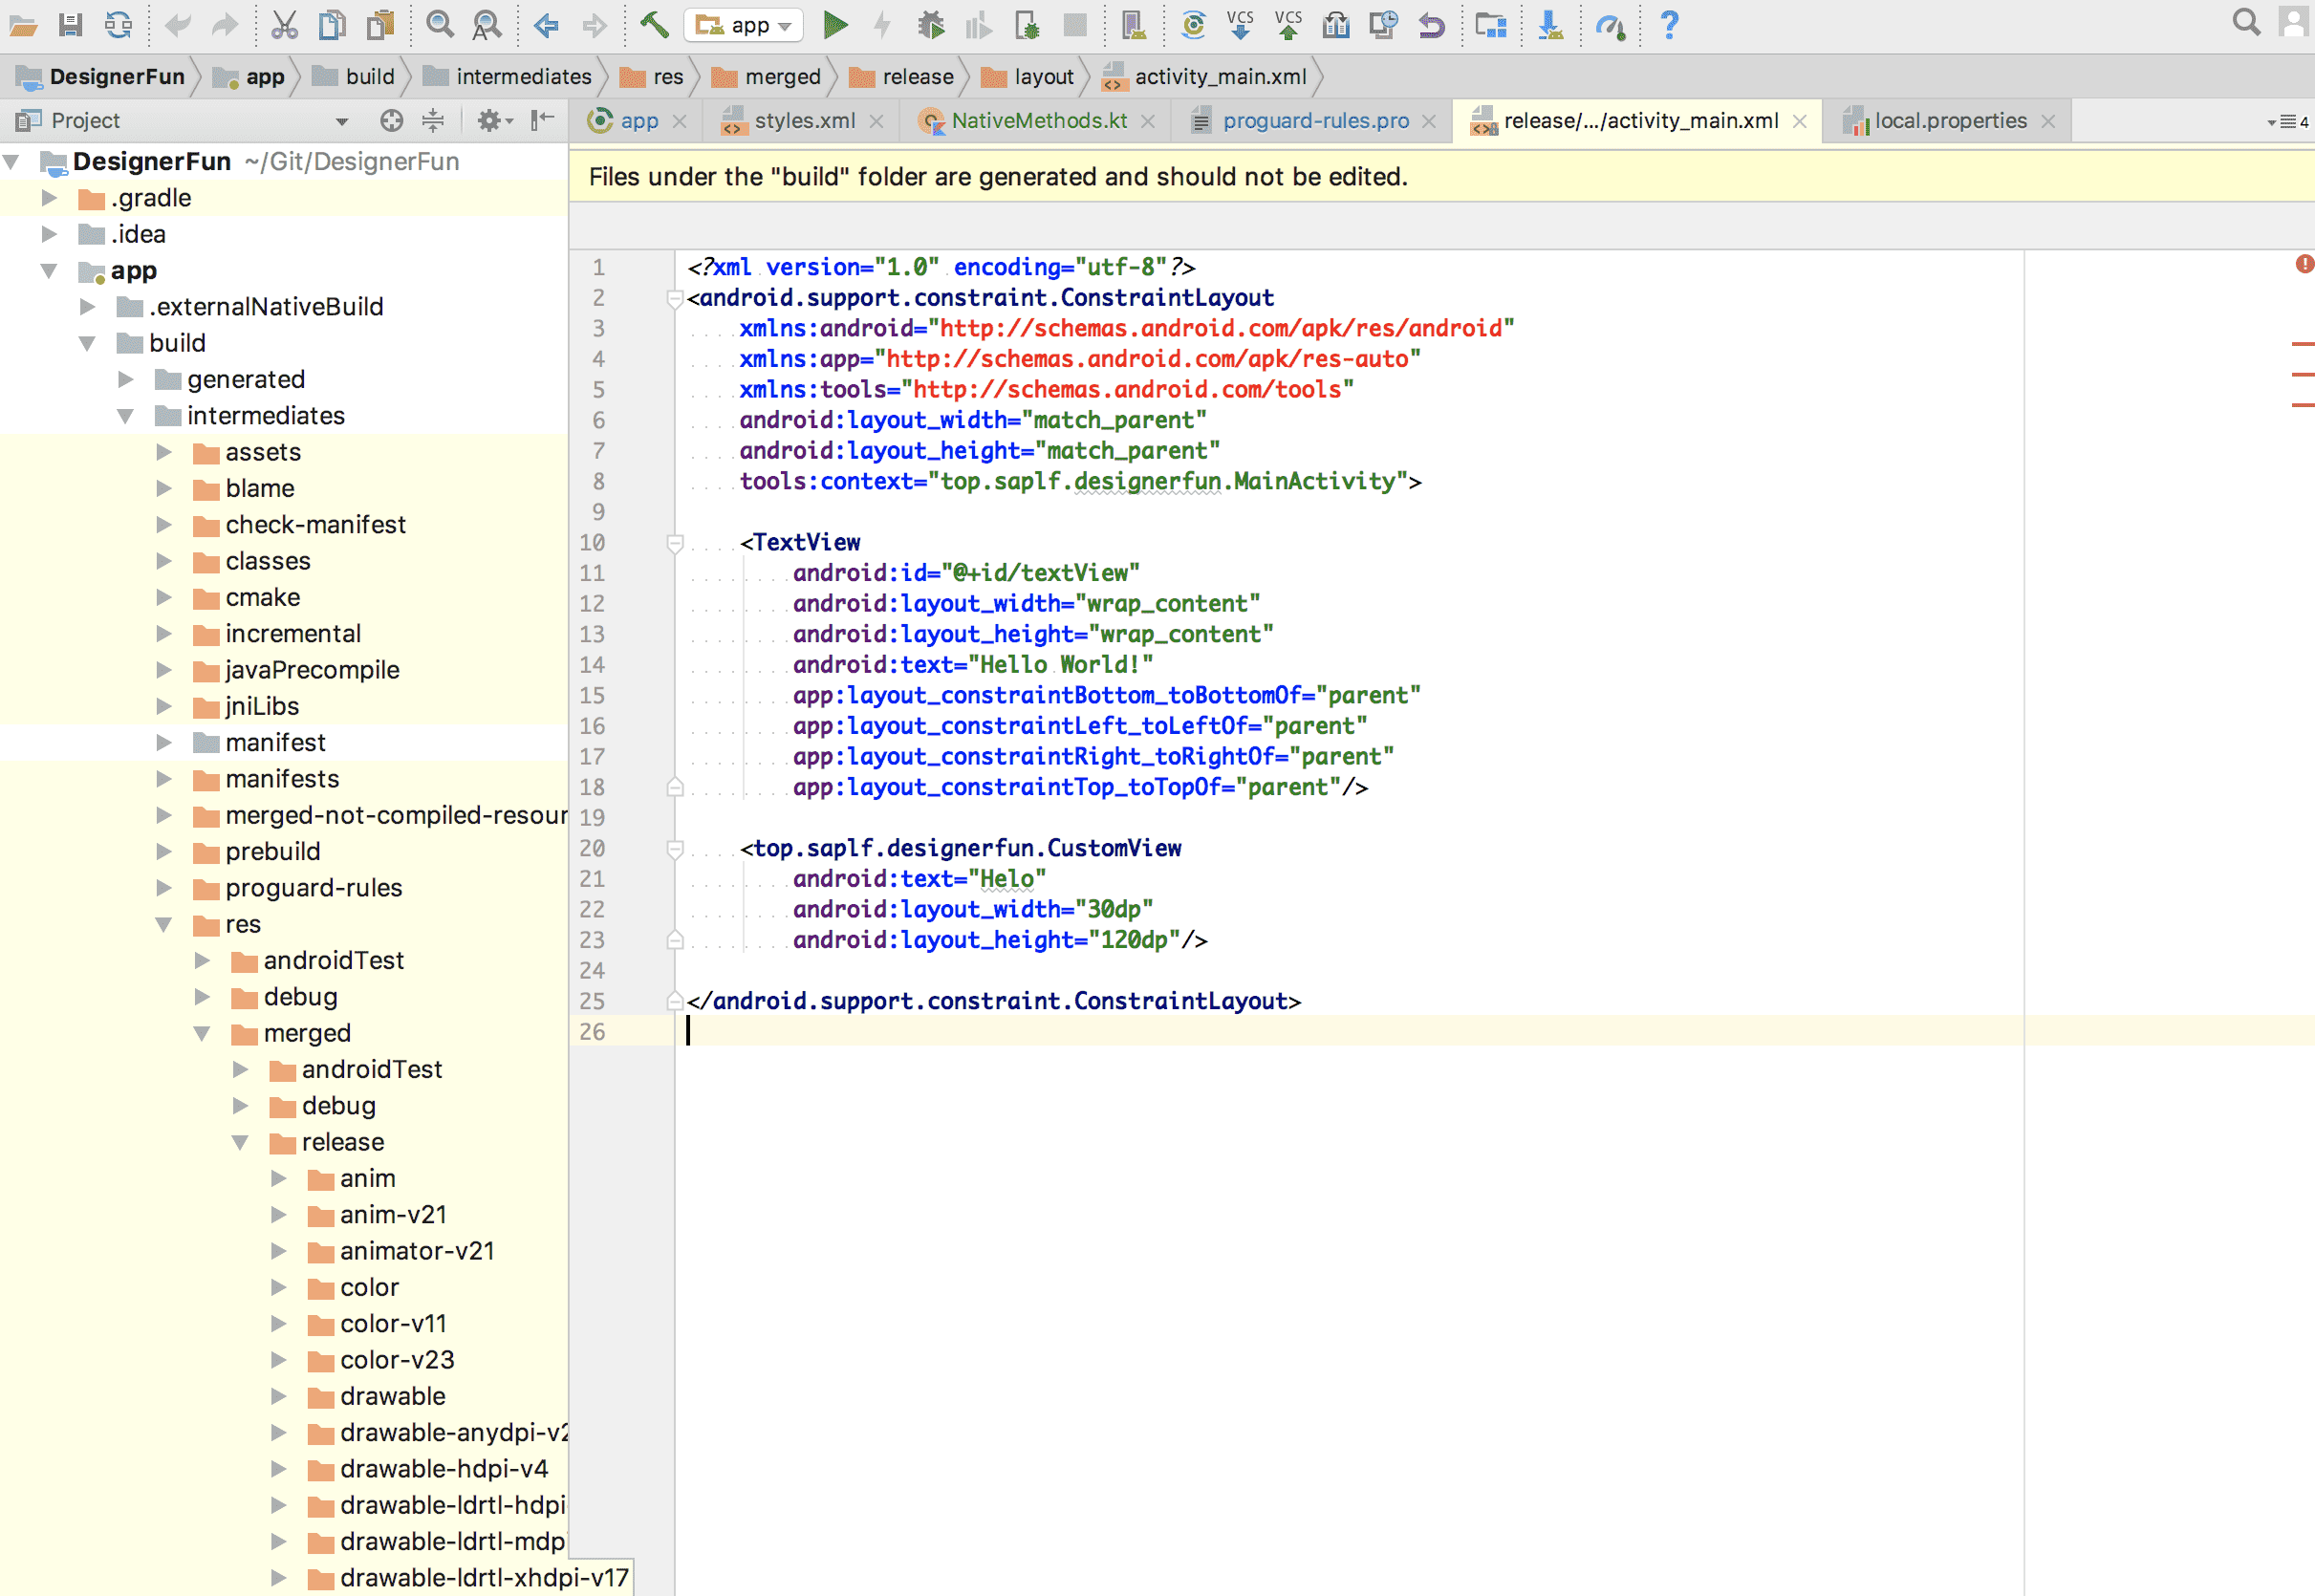 app
VCS
VCS
?
DesignerFun app build intermediates res merged release layout activity_main.xml
Project
app styles.xml NativeMethods.kt proguard-rules.pro release/.../activity_main.xml local.properties 4
DesignerFun ~/Git/DesignerFun
.gradle
.idea
app
.externalNativeBuild
build
generated
intermediates
assets
blame
check-manifest
classes
cmake
incremental
javaPrecompile
jniLibs
manifest
manifests
merged-not-compiled-resour
prebuild
proguard-rules
res
androidTest
debug
merged
androidTest
debug
release
anim
anim-v21
animator-v21
color
color-v11
color-v23
drawable
drawable-anydpi-v2
drawable-hdpi-v4
drawable-ldrtl-hdpi-
drawable-ldrtl-mdp
drawable-ldrtl-xhdpi-v17
Files under the "build" folder are generated and should not be edited.
1 <?xml version="1.0" encoding="utf-8"?>
2 <android.support.constraint.ConstraintLayout
3 xmlns:android="http://schemas.android.com/apk/res/android"
4 xmlns:app="http://schemas.android.com/apk/res-auto"
5 xmlns:tools="http://schemas.android.com/tools"
6 android:layout_width="match_parent"
7 android:layout_height="match_parent"
8 tools:context="top.saplf.designerfun.MainActivity">
9
10 <TextView
11 android:id="@+id/textView"
12 android:layout_width="wrap_content"
13 android:layout_height="wrap_content"
14 android:text="Hello World!"
15 app:layout_constraintBottom_toBottomOf="parent"
16 app:layout_constraintLeft_toLeftOf="parent"
17 app:layout_constraintRight_toRightOf="parent"
18 app:layout_constraintTop_toTopOf="parent"/>
19
20 <top.saplf.designerfun.CustomView
21 android:text="Helo"
22 android:layout_width="30dp"
23 android:layout_height="120dp"/>
24
25 </android.support.constraint.ConstraintLayout>
26